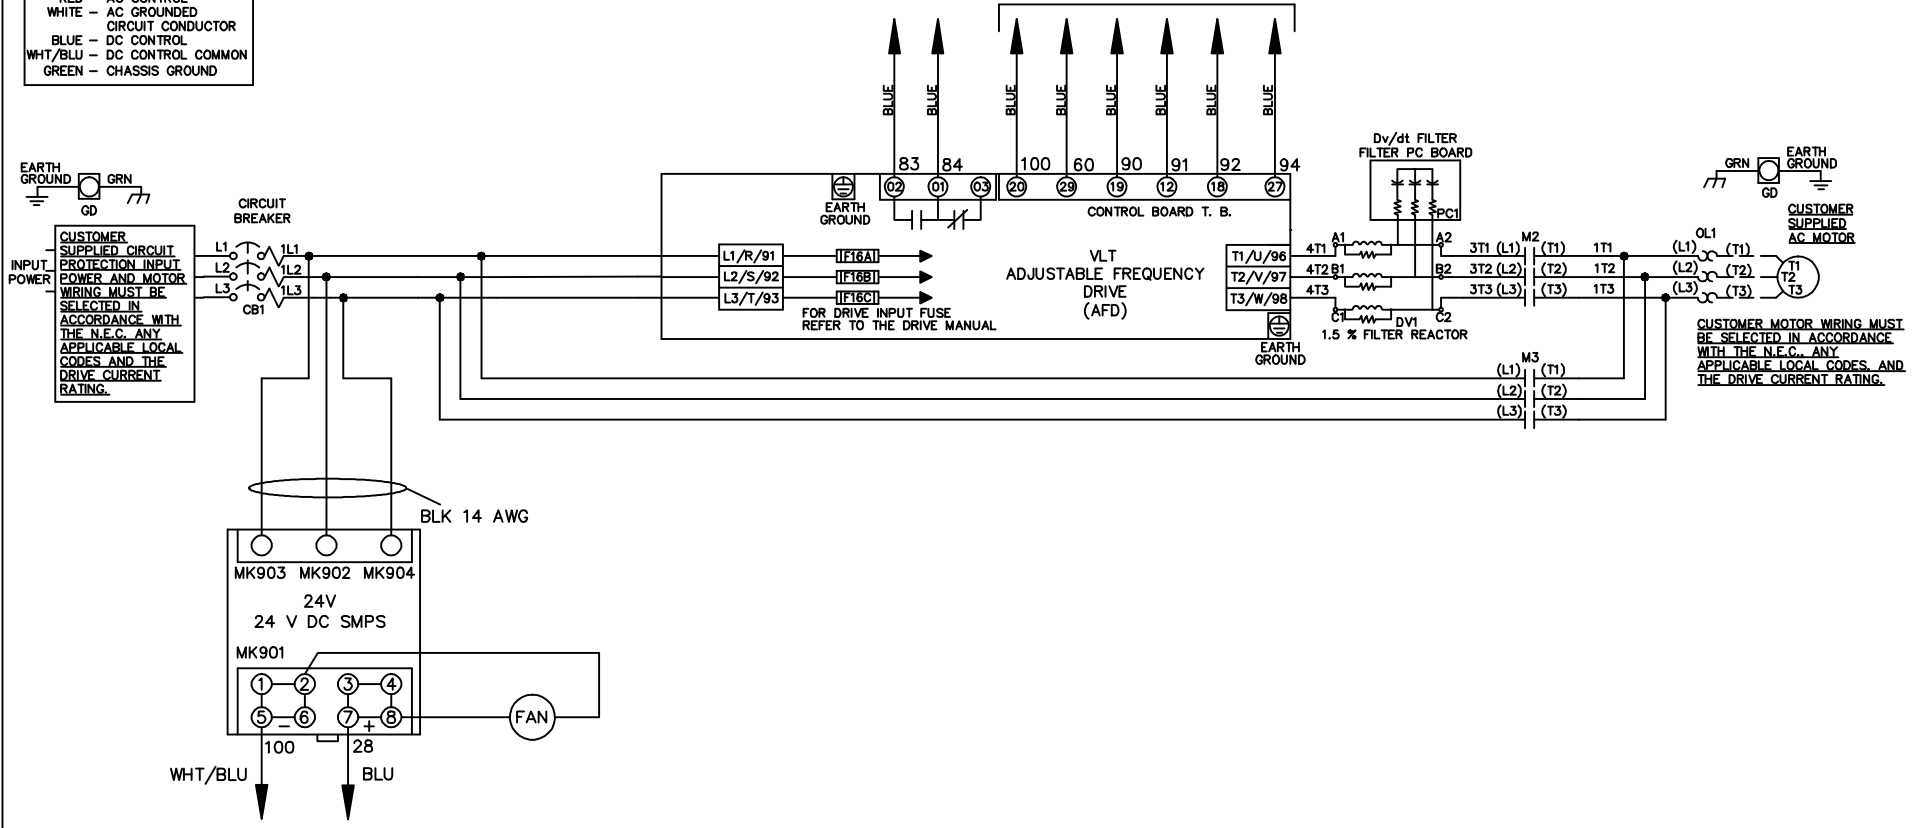 WHITE – AC GROUNDED
CIRCUIT CONDUCTOR
BLUE – DC CONTROL
WHT/BLU – DC CONTROL COMMON
GREEN – CHASSIS GROUND
BLUE
BLUE
BLUE
BLUE
BLUE
BLUE
BLUE
BLUE
83
84
100
60
90
91
92
94
02
01
03
20
29
19
12
18
27
EARTH
GROUND
CONTROL BOARD T. B.
EARTH
GROUND
GRN
GD
CIRCUIT
BREAKER
INPUT
POWER
CUSTOMER
SUPPLIED CIRCUIT
PROTECTION INPUT
POWER AND MOTOR
WIRING MUST BE
SELECTED IN
ACCORDANCE WITH
THE N.E.C. ANY
APPLICABLE LOCAL
CODES AND THE
DRIVE CURRENT
RATING.
L1
L2
L3
CB1
1L1
1L2
1L3
L1/R/91
L2/S/92
L3/T/93
F16A
F16B
F16C
FOR DRIVE INPUT FUSE
REFER TO THE DRIVE MANUAL
VLT
ADJUSTABLE FREQUENCY
DRIVE
(AFD)
T1/U/96
T2/V/97
T3/W/98
EARTH
GROUND
Dv/dt FILTER
FILTER PC BOARD
PC1
4T1
4T2
4T3
A1
B1
C1
A2
B2
C2
DV1
1.5 % FILTER REACTOR
3T1 (L1)
3T2 (L2)
3T3 (L3)
M2
(T1)
(T2)
(T3)
1T1
1T2
1T3
OL1
(L1)
(L2)
(L3)
(T1)
(T2)
(T3)
T1
T2
T3
GRN
GD
EARTH
GROUND
CUSTOMER
SUPPLIED
AC MOTOR
CUSTOMER MOTOR WIRING MUST
BE SELECTED IN ACCORDANCE
WITH THE N.E.C., ANY
APPLICABLE LOCAL CODES, AND
THE DRIVE CURRENT RATING.
M3
(L1) (T1)
(L2) (T2)
(L3) (T3)
BLK 14 AWG
MK903 MK902 MK904
24V
24 V DC SMPS
MK901
1 2 3 4
5 – 6 7 + 8
FAN
100
28
WHT/BLU
BLU